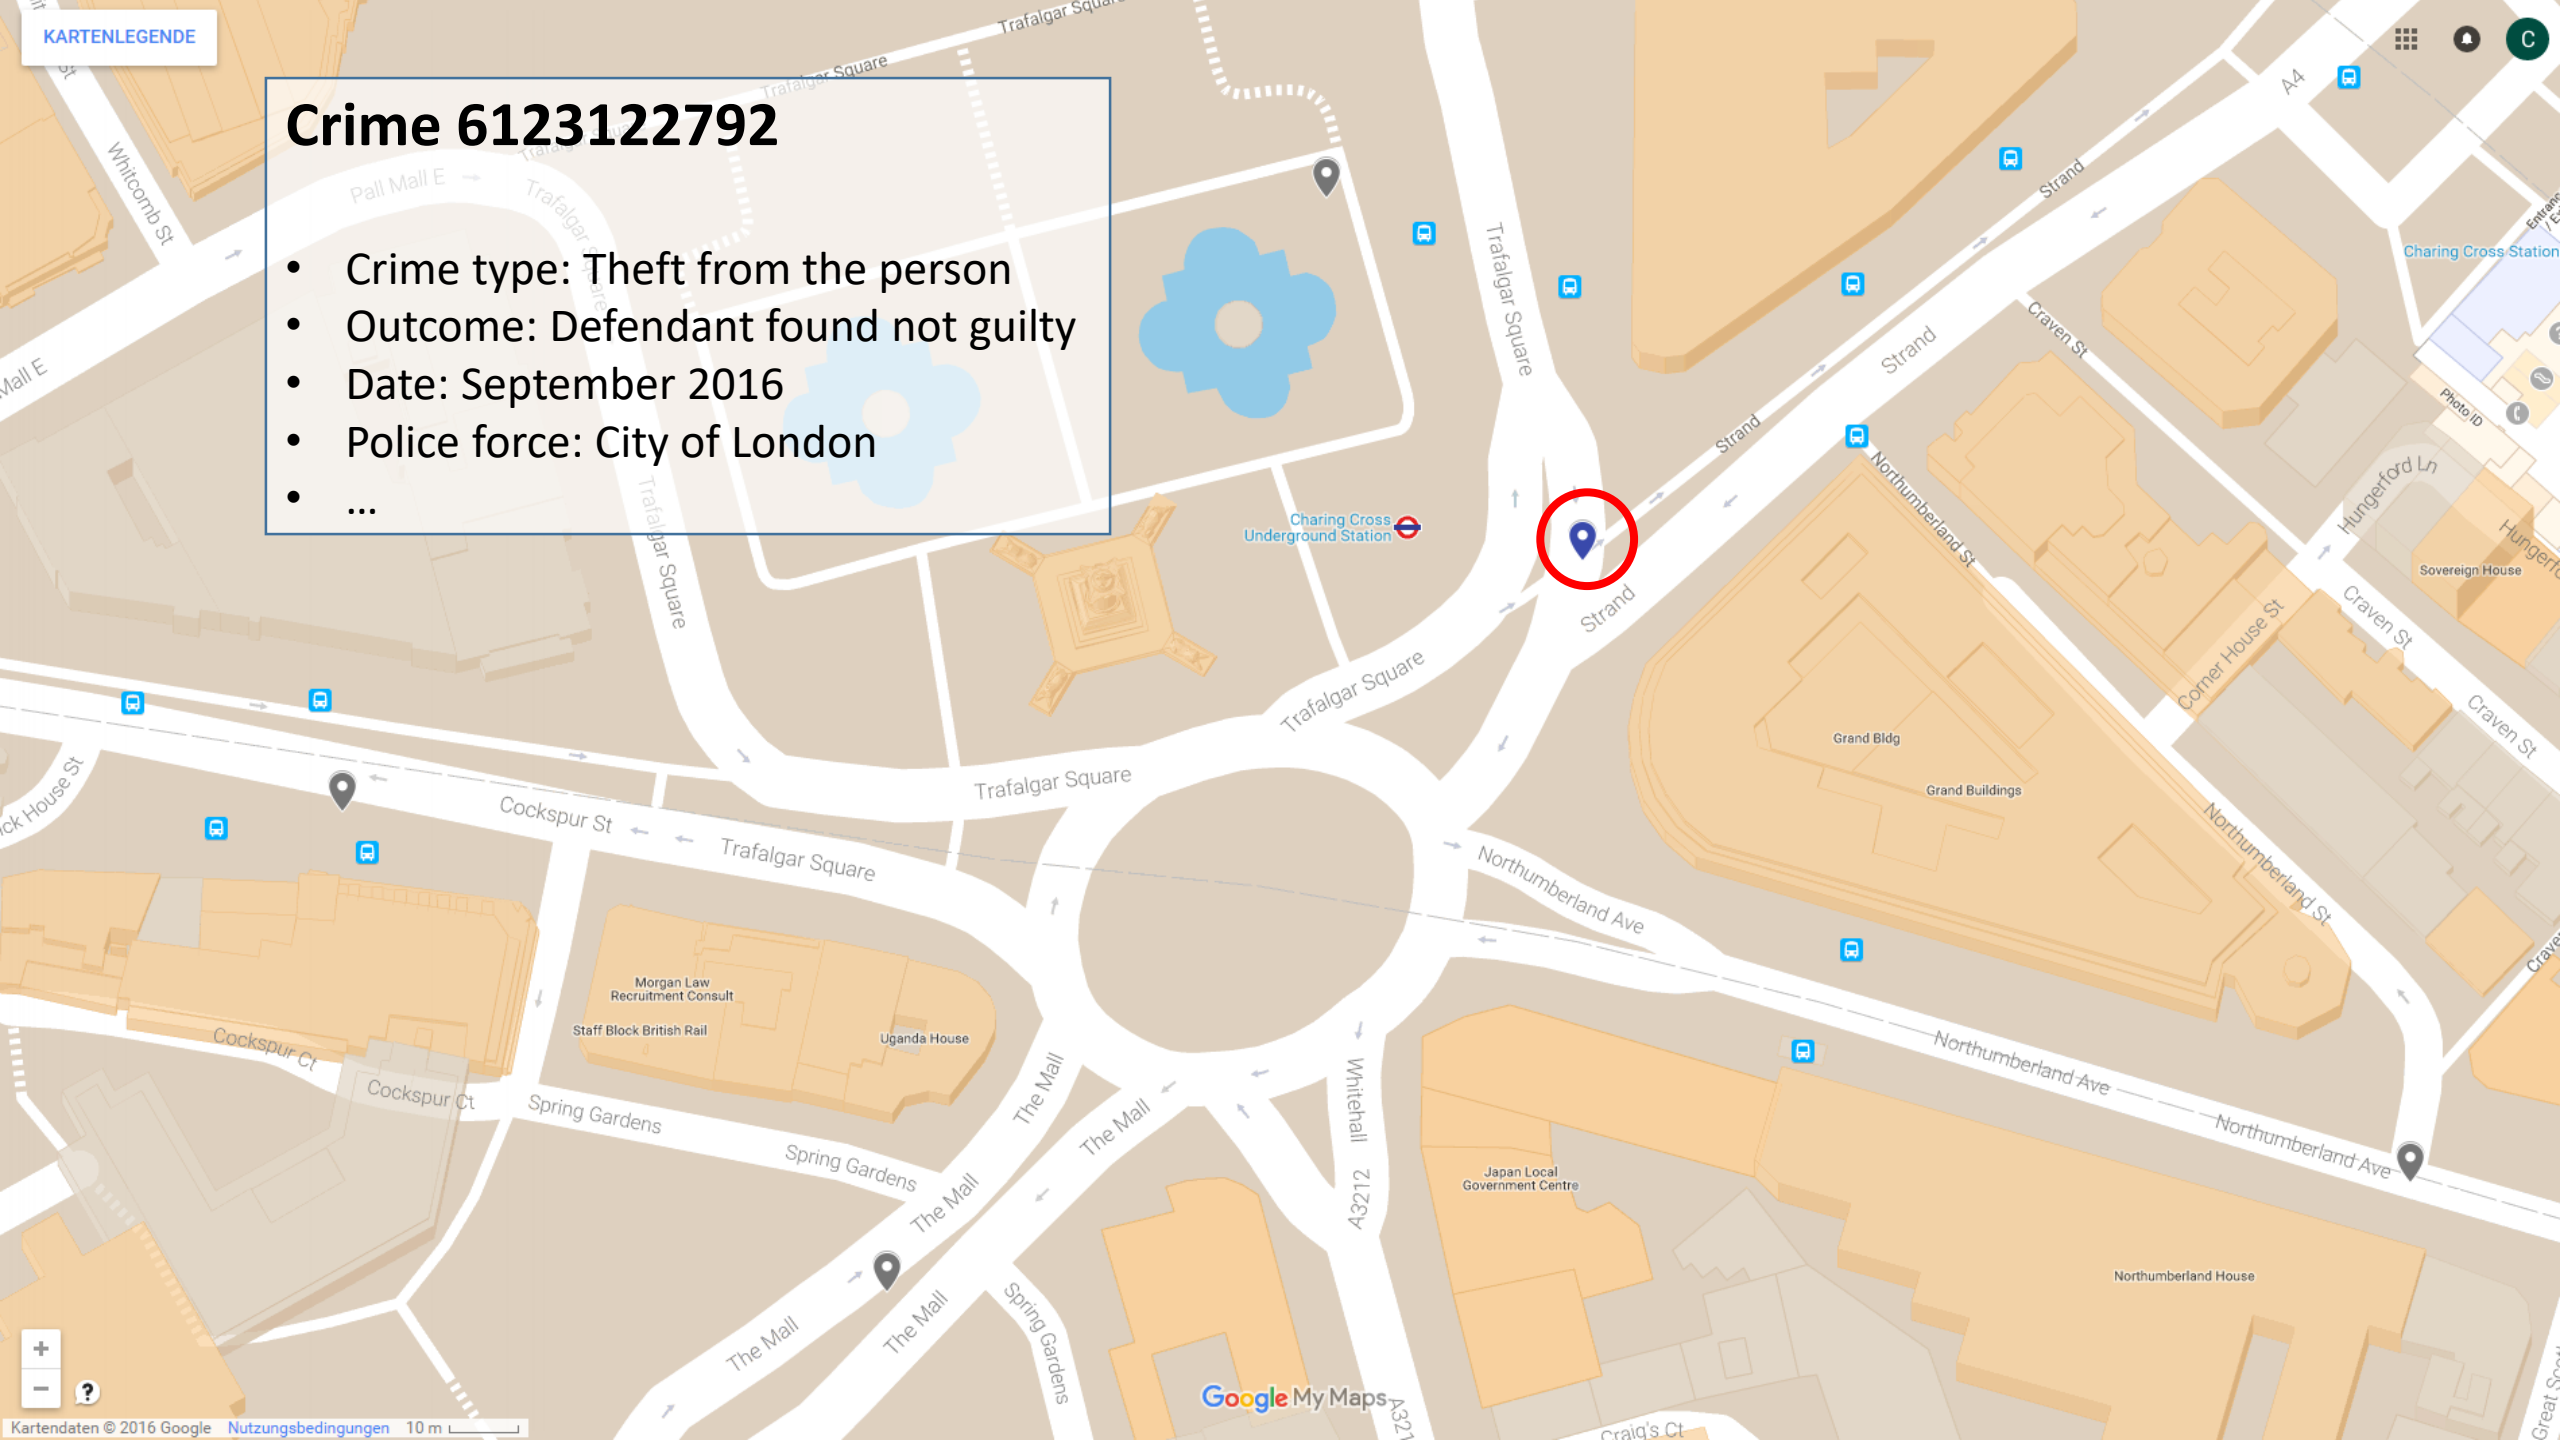 KARTENLEGENDE
Trafalgar Square
Trafalgar Square
C
A4
Whitcomb St
Crime 6123122792
• Crime type: Theft from the person
• Outcome: Defendant found not guilty
• Date: September 2016
• Police force: City of London
• ...
Pall Mall E
Trafalgar Square
Mall E
Trafalgar Square
Trafalgar Square
Strand
Strand
Strand
Strand
Craven St
Charing Cross Station
Photo ID
Northumberland St
Hungerford Ln
Charing Cross
Underground Station
Sovereign House
Craven St
Corner House St
Craven St
Trafalgar Square
Trafalgar Square
Grand Bldg
Grand Buildings
Northumberland St
Cockspur St
Trafalgar Square
Northumberland Ave
Morgan Law
Recruitment Consult
Staff Block British Rail
Uganda House
Cockspur Ct
Cockspur Ct
Spring Gardens
Spring Gardens
The Mall
The Mall
The Mall
The Mall
The Mall
Spring Gardens
Whitehall
A3212
Japan Local
Government Centre
Northumberland Ave
Northumberland Ave
Northumberland House
Craig's Ct
Google My Maps
A321
+
−
?
Kartendaten © 2016 Google Nutzungsbedingungen 10 m